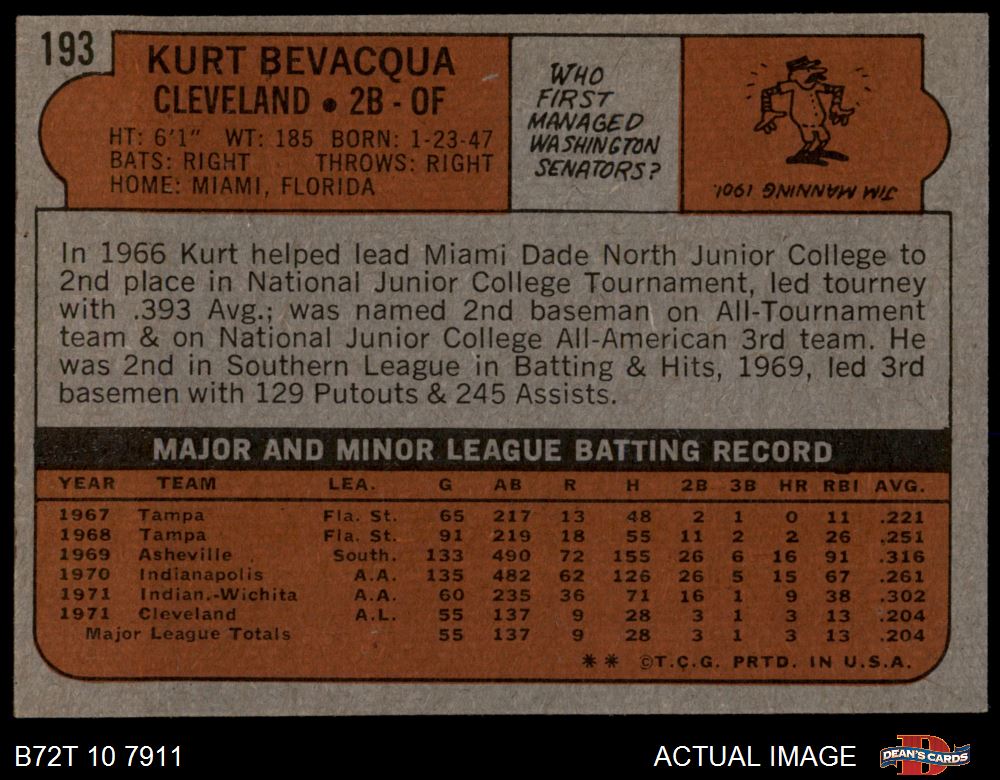 193
KURT BEVACQUA
CLEVELAND • 2B - OF
HT: 6'1" WT: 185 BORN: 1-23-47
BATS: RIGHT THROWS: RIGHT
HOME: MIAMI, FLORIDA
WHO
FIRST
MANAGED
WASHINGTON
SENATORS?
JIM MANNING 1901.
In 1966 Kurt helped lead Miami Dade North Junior College to
2nd place in National Junior College Tournament, led tourney
with .393 Avg.; was named 2nd baseman on All-Tournament
team & on National Junior College All-American 3rd team. He
was 2nd in Southern League in Batting & Hits, 1969, led 3rd
basemen with 129 Putouts & 245 Assists.
MAJOR AND MINOR LEAGUE BATTING RECORD
YEAR TEAM LEA. G AB R H 2B 3B HR RBI AVG.
1967 Tampa Fla. St. 65 217 13 48 2 1 0 11 .221
1968 Tampa Fla. St. 91 219 18 55 11 2 2 26 .251
1969 Asheville South. 133 490 72 155 26 6 16 91 .316
1970 Indianapolis A.A. 135 482 62 126 26 5 15 67 .261
1971 Indian.-Wichita A.A. 60 235 36 71 16 1 9 38 .302
1971 Cleveland A.L. 55 137 9 28 3 1 3 13 .204
Major League Totals 55 137 9 28 3 1 3 13 .204
** ©T.C.G. PRTD. IN U.S.A.
B72T 10 7911
ACTUAL IMAGE
DEAN'S CARDS